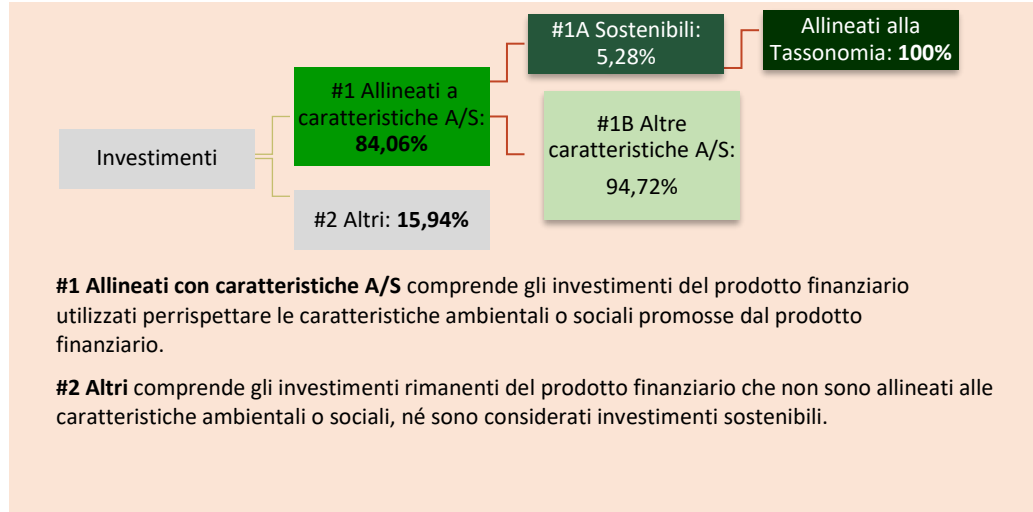 #1A Sostenibili:
5,28%
Allineati alla
Tassonomia: 100%
#1 Allineati a
caratteristiche A/S:
84,06%
#1B Altre
caratteristiche A/S:
94,72%
Investimenti
#2 Altri: 15,94%
#1 Allineati con caratteristiche A/S comprende gli investimenti del prodotto finanziario
utilizzati perrispettare le caratteristiche ambientali o sociali promosse dal prodotto
finanziario.
#2 Altri comprende gli investimenti rimanenti del prodotto finanziario che non sono allineati alle
caratteristiche ambientali o sociali, né sono considerati investimenti sostenibili.